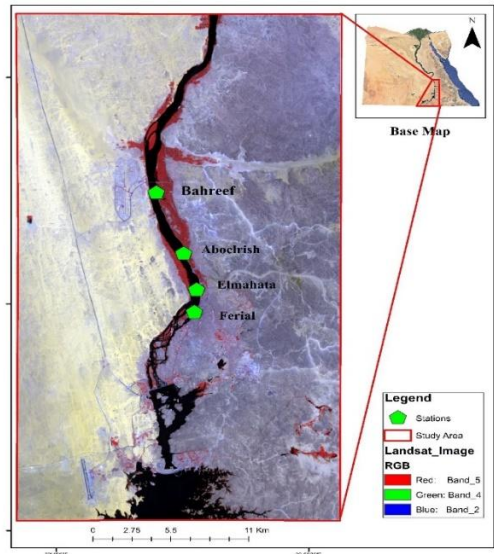 N
Base Map
Bahreef
Aboelrish
Elmahata
Ferial
Legend
Stations
Study Area
Landsat_Image
RGB
Red: Band_5
Green: Band_4
Blue: Band_2
0 2.75 5.5 11 Km